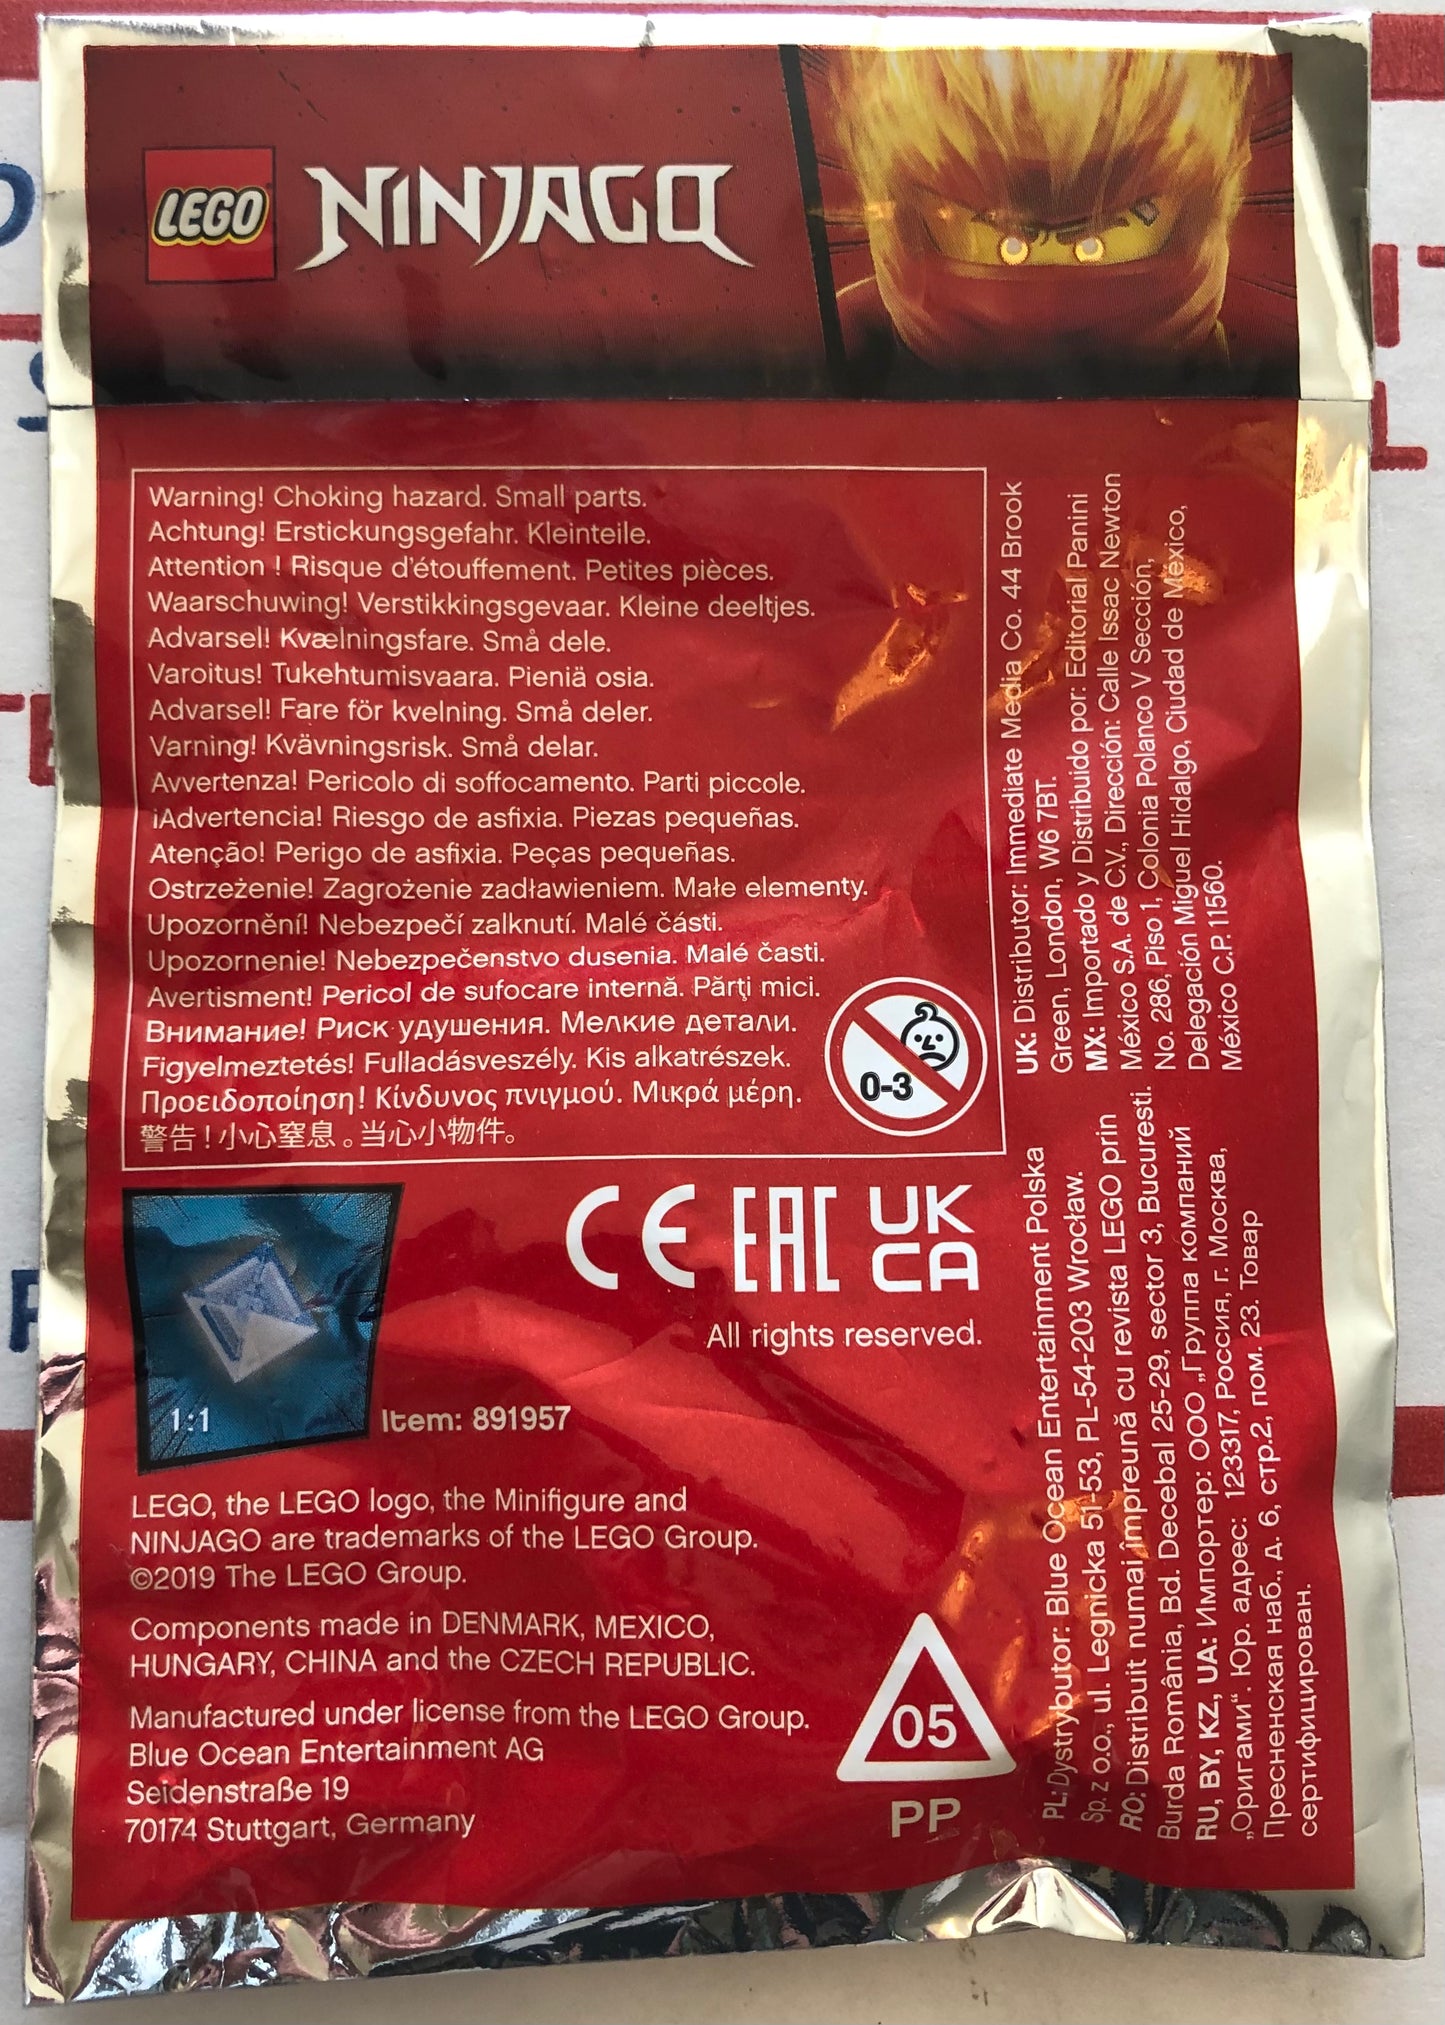 LEGO NINJAGO
Warning! Choking hazard. Small parts.
Achtung! Erstickungsgefahr. Kleinteile.
Attention ! Risque d'étouffement. Petites pièces.
Waarschuwing! Verstikkingsgevaar. Kleine deeltjes.
Advarsel! Kvælningsfare. Små dele.
Varoitus! Tukehtumisvaara. Pieniä osia.
Advarsel! Fare för kvelning. Små deler.
Varning! Kvävningsrisk. Små delar.
Avvertenza! Pericolo di soffocamento. Parti piccole.
¡Advertencia! Riesgo de asfixia. Piezas pequeñas.
Atenção! Perigo de asfixia. Peças pequeñas.
Ostrzeżenie! Zagrożenie zadławieniem. Małe elementy.
Upozornění! Nebezpečí zalknutí. Malé části.
Upozornenie! Nebezpečenstvo dusenia. Malé časti.
Avertisment! Pericol de sufocare internă. Părţi mici.
Внимание! Риск удушения. Мелкие детали.
Figyelmeztetés! Fulladásveszély. Kis alkatrészek.
Προειδοποίηση! Κίνδυνος πνιγμού. Μικρά μέρη.
警告！小心窒息。当心小物件。
0-3
CE EAC UK
CA
All rights reserved.
1:1
Item: 891957
LEGO, the LEGO logo, the Minifigure and
NINJAGO are trademarks of the LEGO Group.
©2019 The LEGO Group.
Components made in DENMARK, MEXICO,
HUNGARY, CHINA and the CZECH REPUBLIC.
Manufactured under license from the LEGO Group.
Blue Ocean Entertainment AG
Seidenstraße 19
70174 Stuttgart, Germany
05
PP
UK: Distributor: Immediate Media Co. 44 Brook
Green, London, W6 7BT.
MX: Importado y Distribuido por: Editorial Panini
México S.A. de C.V., Dirección: Calle Issac Newton
No. 286, Piso 1, Colonia Polanco V Sección,
Delegación Miguel Hidalgo, Ciudad de Mexico,
México C.P. 11560.
PL: Dystrybutor: Blue Ocean Entertainment Polska
Sp. z o.o., ul. Legnicka 51-53, PL-54-203 Wrocław.
RO: Distribuit numai împreună cu revista LEGO prin
Burda România, Bd. Decebal 25-29, sector 3, Bucuresti.
RU, BY, KZ, UA: Импортер: ООО „Группа компаний
„Оригами“. Юр. адрес: 123317, Россия, г. Москва,
Пресненская наб., д. 6, стр.2, пом. 23. Товар
сертифицирован.